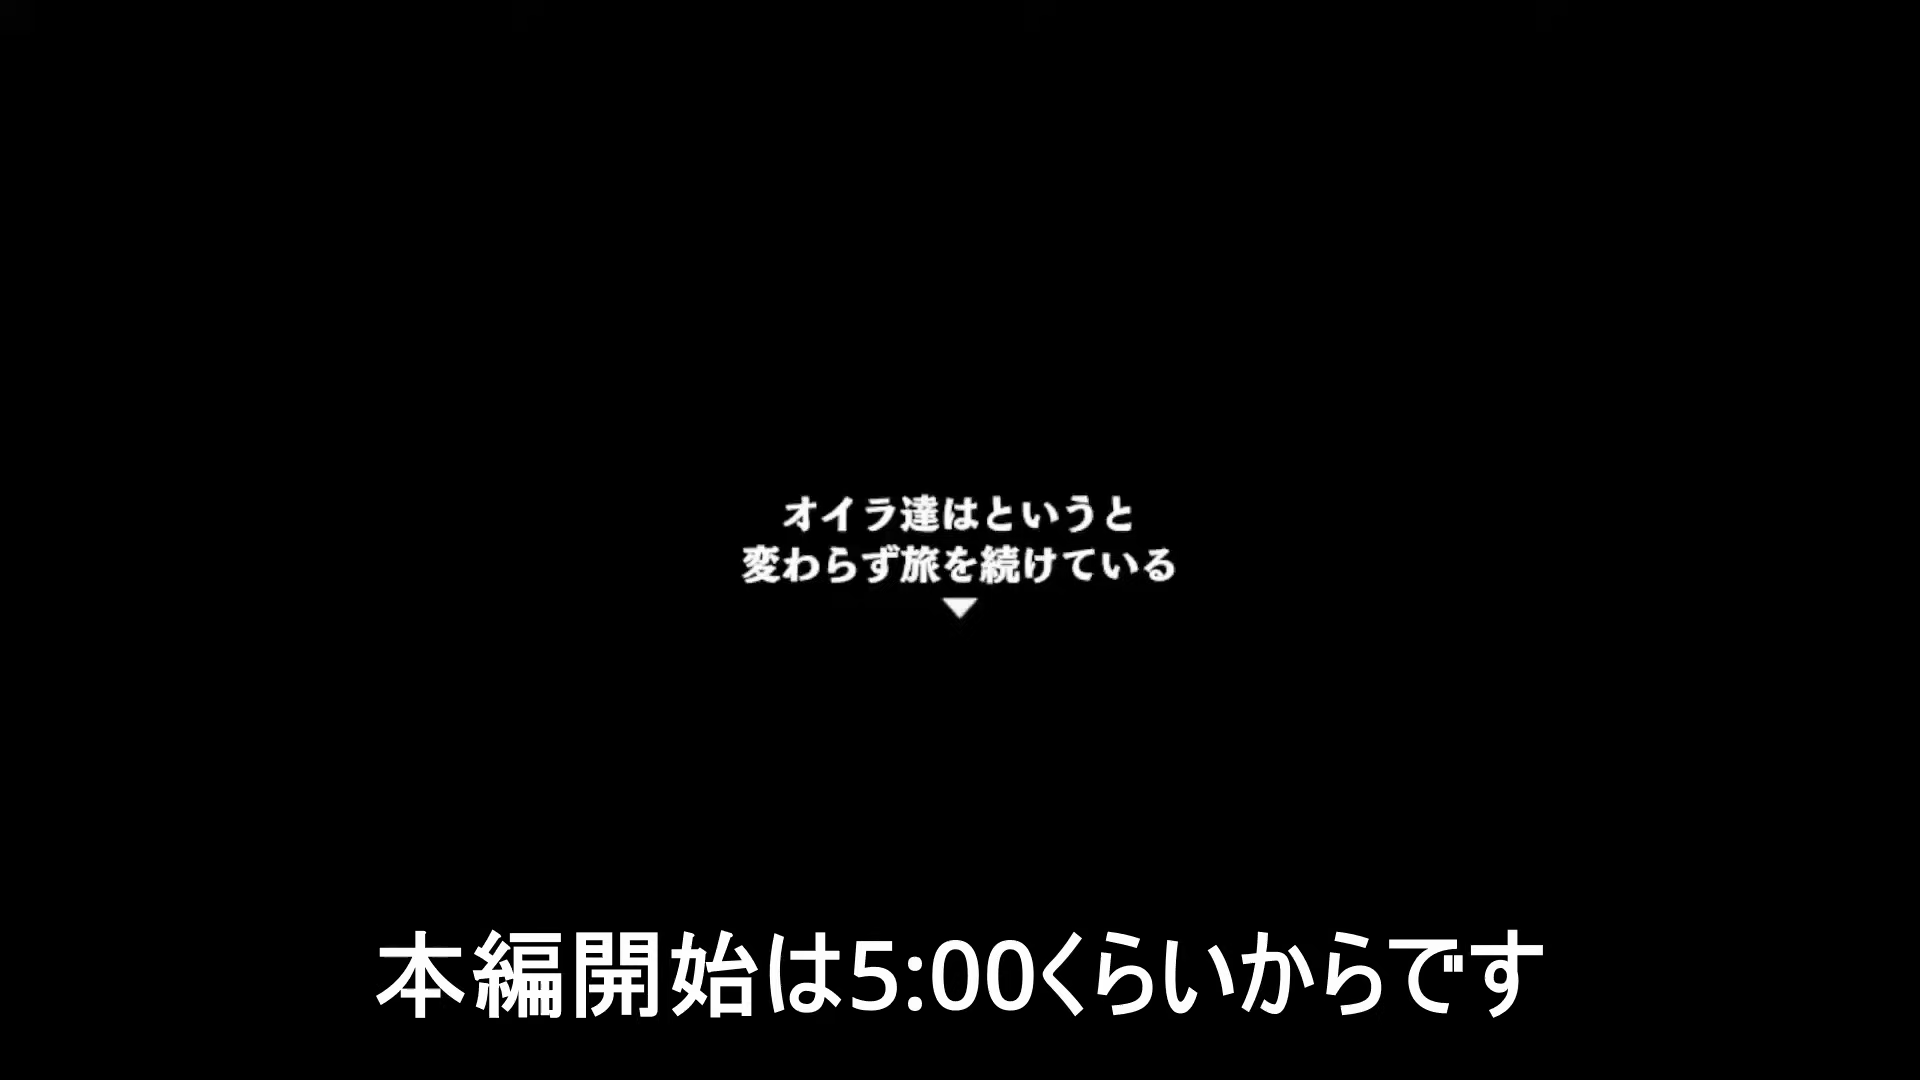 オイラ達はというと
変わらず旅を続けている
本編開始は5:00くらいからです